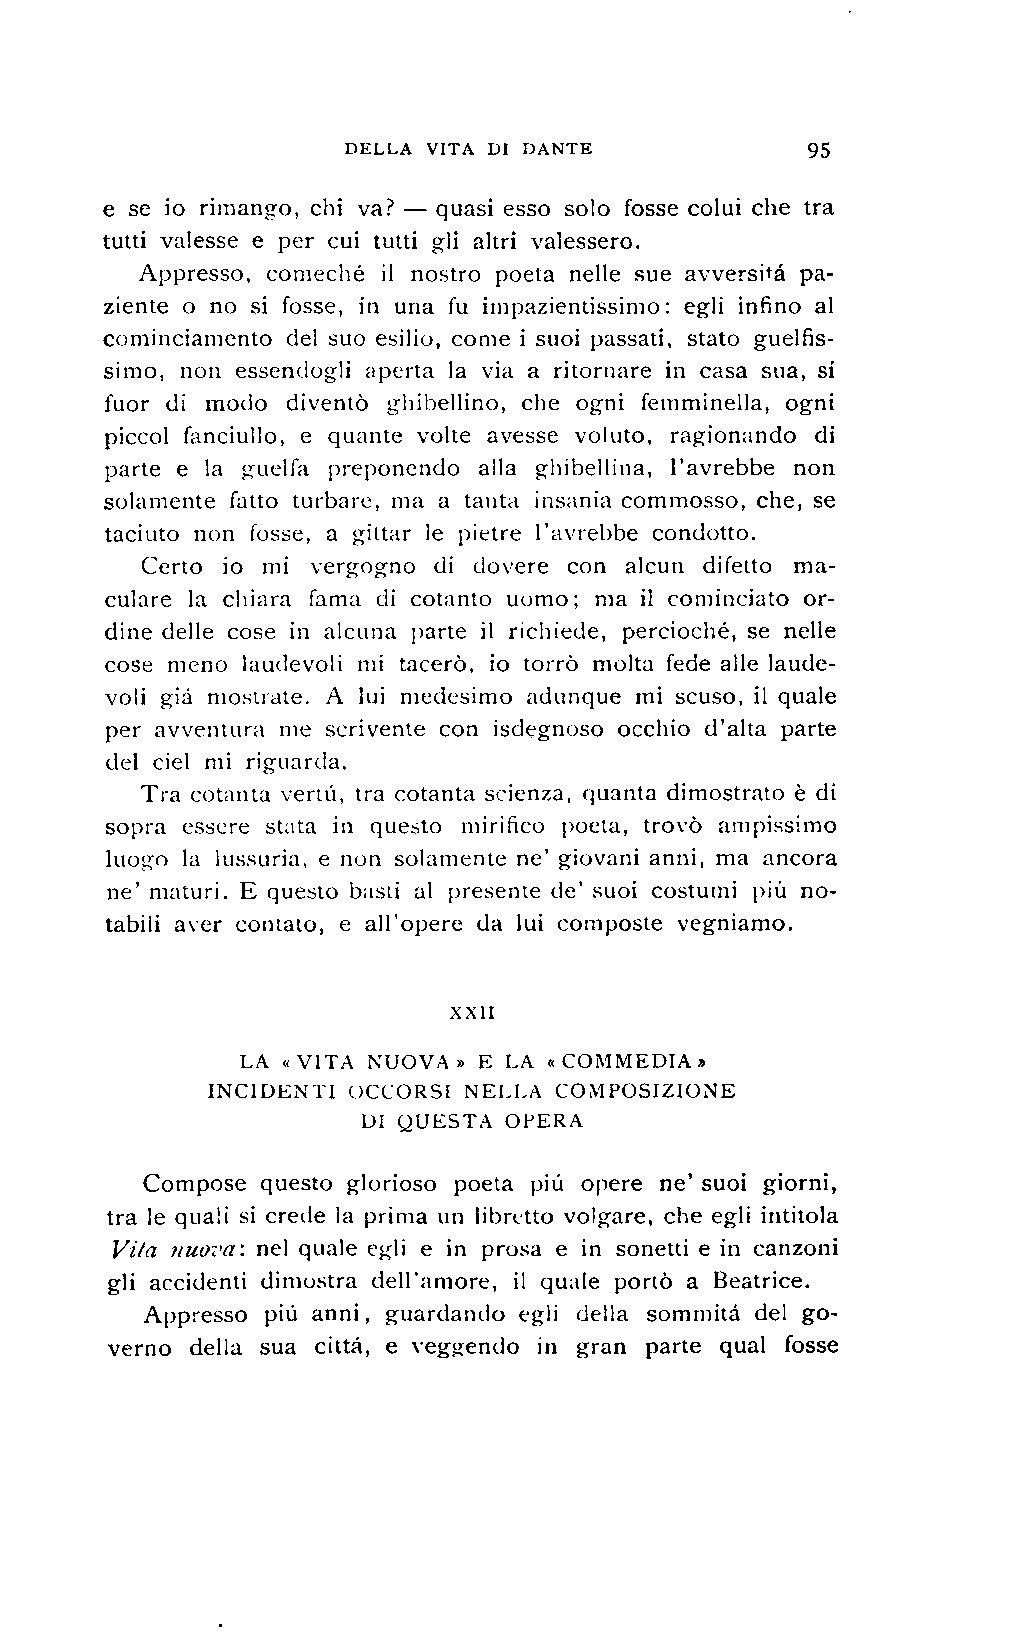 DELLA VITA DI DANTE 95
e se io rimango, chi va? — quasi esso solo fosse colui che tra
tutti valesse e per cui tutti gli altri valessero.
Appresso, comeché il nostro poeta nelle sue avversitá pa-
ziente o no si fosse, in una fu impazientissimo: egli infino al
cominciamento del suo esilio, come i suoi passati, stato guelfis-
simo, non essendogli aperta la via a ritornare in casa sua, sí
fuor di modo diventò ghibellino, che ogni femminella, ogni
piccol fanciullo, e quante volte avesse voluto, ragionando di
parte e la guelfa preponendo alla ghibellina, l'avrebbe non
solamente fatto turbare, ma a tanta insania commosso, che, se
taciuto non fosse, a gittar le pietre l'avrebbe condotto.
Certo io mi vergogno di dovere con alcun difetto ma-
culare la chiara fama di cotanto uomo; ma il cominciato or-
dine delle cose in alcuna parte il richiede, percioché, se nelle
cose meno laudevoli mi tacerò, io torrò molta fede alle laude-
voli giá mostrate. A lui medesimo adunque mi scuso, il quale
per avventura me scrivente con isdegnoso occhio d'alta parte
del ciel mi riguarda.
Tra cotanta vertú, tra cotanta scienza, quanta dimostrato è di
sopra essere stata in questo mirifico poeta, trovò ampissimo
luogo la lussuria, e non solamente ne' giovani anni, ma ancora
ne' maturi. E questo basti al presente de' suoi costumi piú no-
tabili aver contato, e all'opere da lui composte vegniamo.
XXII
LA « VITA NUOVA » E LA « COMMEDIA »
INCIDENTI OCCORSI NELLA COMPOSIZIONE
DI QUESTA OPERA
Compose questo glorioso poeta piú opere ne' suoi giorni,
tra le quali si crede la prima un libretto volgare, che egli intitola
Vita nuova: nel quale egli e in prosa e in sonetti e in canzoni
gli accidenti dimostra dell'amore, il quale portò a Beatrice.
Appresso piú anni, guardando egli della sommitá del go-
verno della sua cittá, e veggendo in gran parte qual fosse